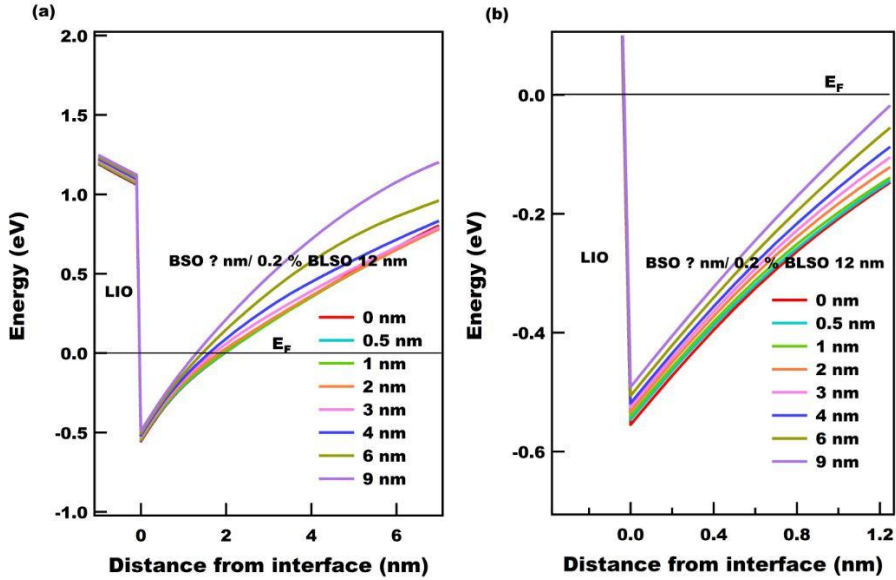 (a)
2.0
1.5
1.0
0.5
0.0
-0.5
-1.0
Energy (eV)
LIO
BSO ? nm/ 0.2 % BLSO 12 nm
E_F
0 nm
0.5 nm
1 nm
2 nm
3 nm
4 nm
6 nm
9 nm
0 2 4 6
Distance from interface (nm)
(b)
0.0
-0.2
-0.4
-0.6
Energy (eV)
E_F
LIO
BSO ? nm/ 0.2 % BLSO 12 nm
0 nm
0.5 nm
1 nm
2 nm
3 nm
4 nm
6 nm
9 nm
0.0 0.4 0.8 1.2
Distance from interface (nm)